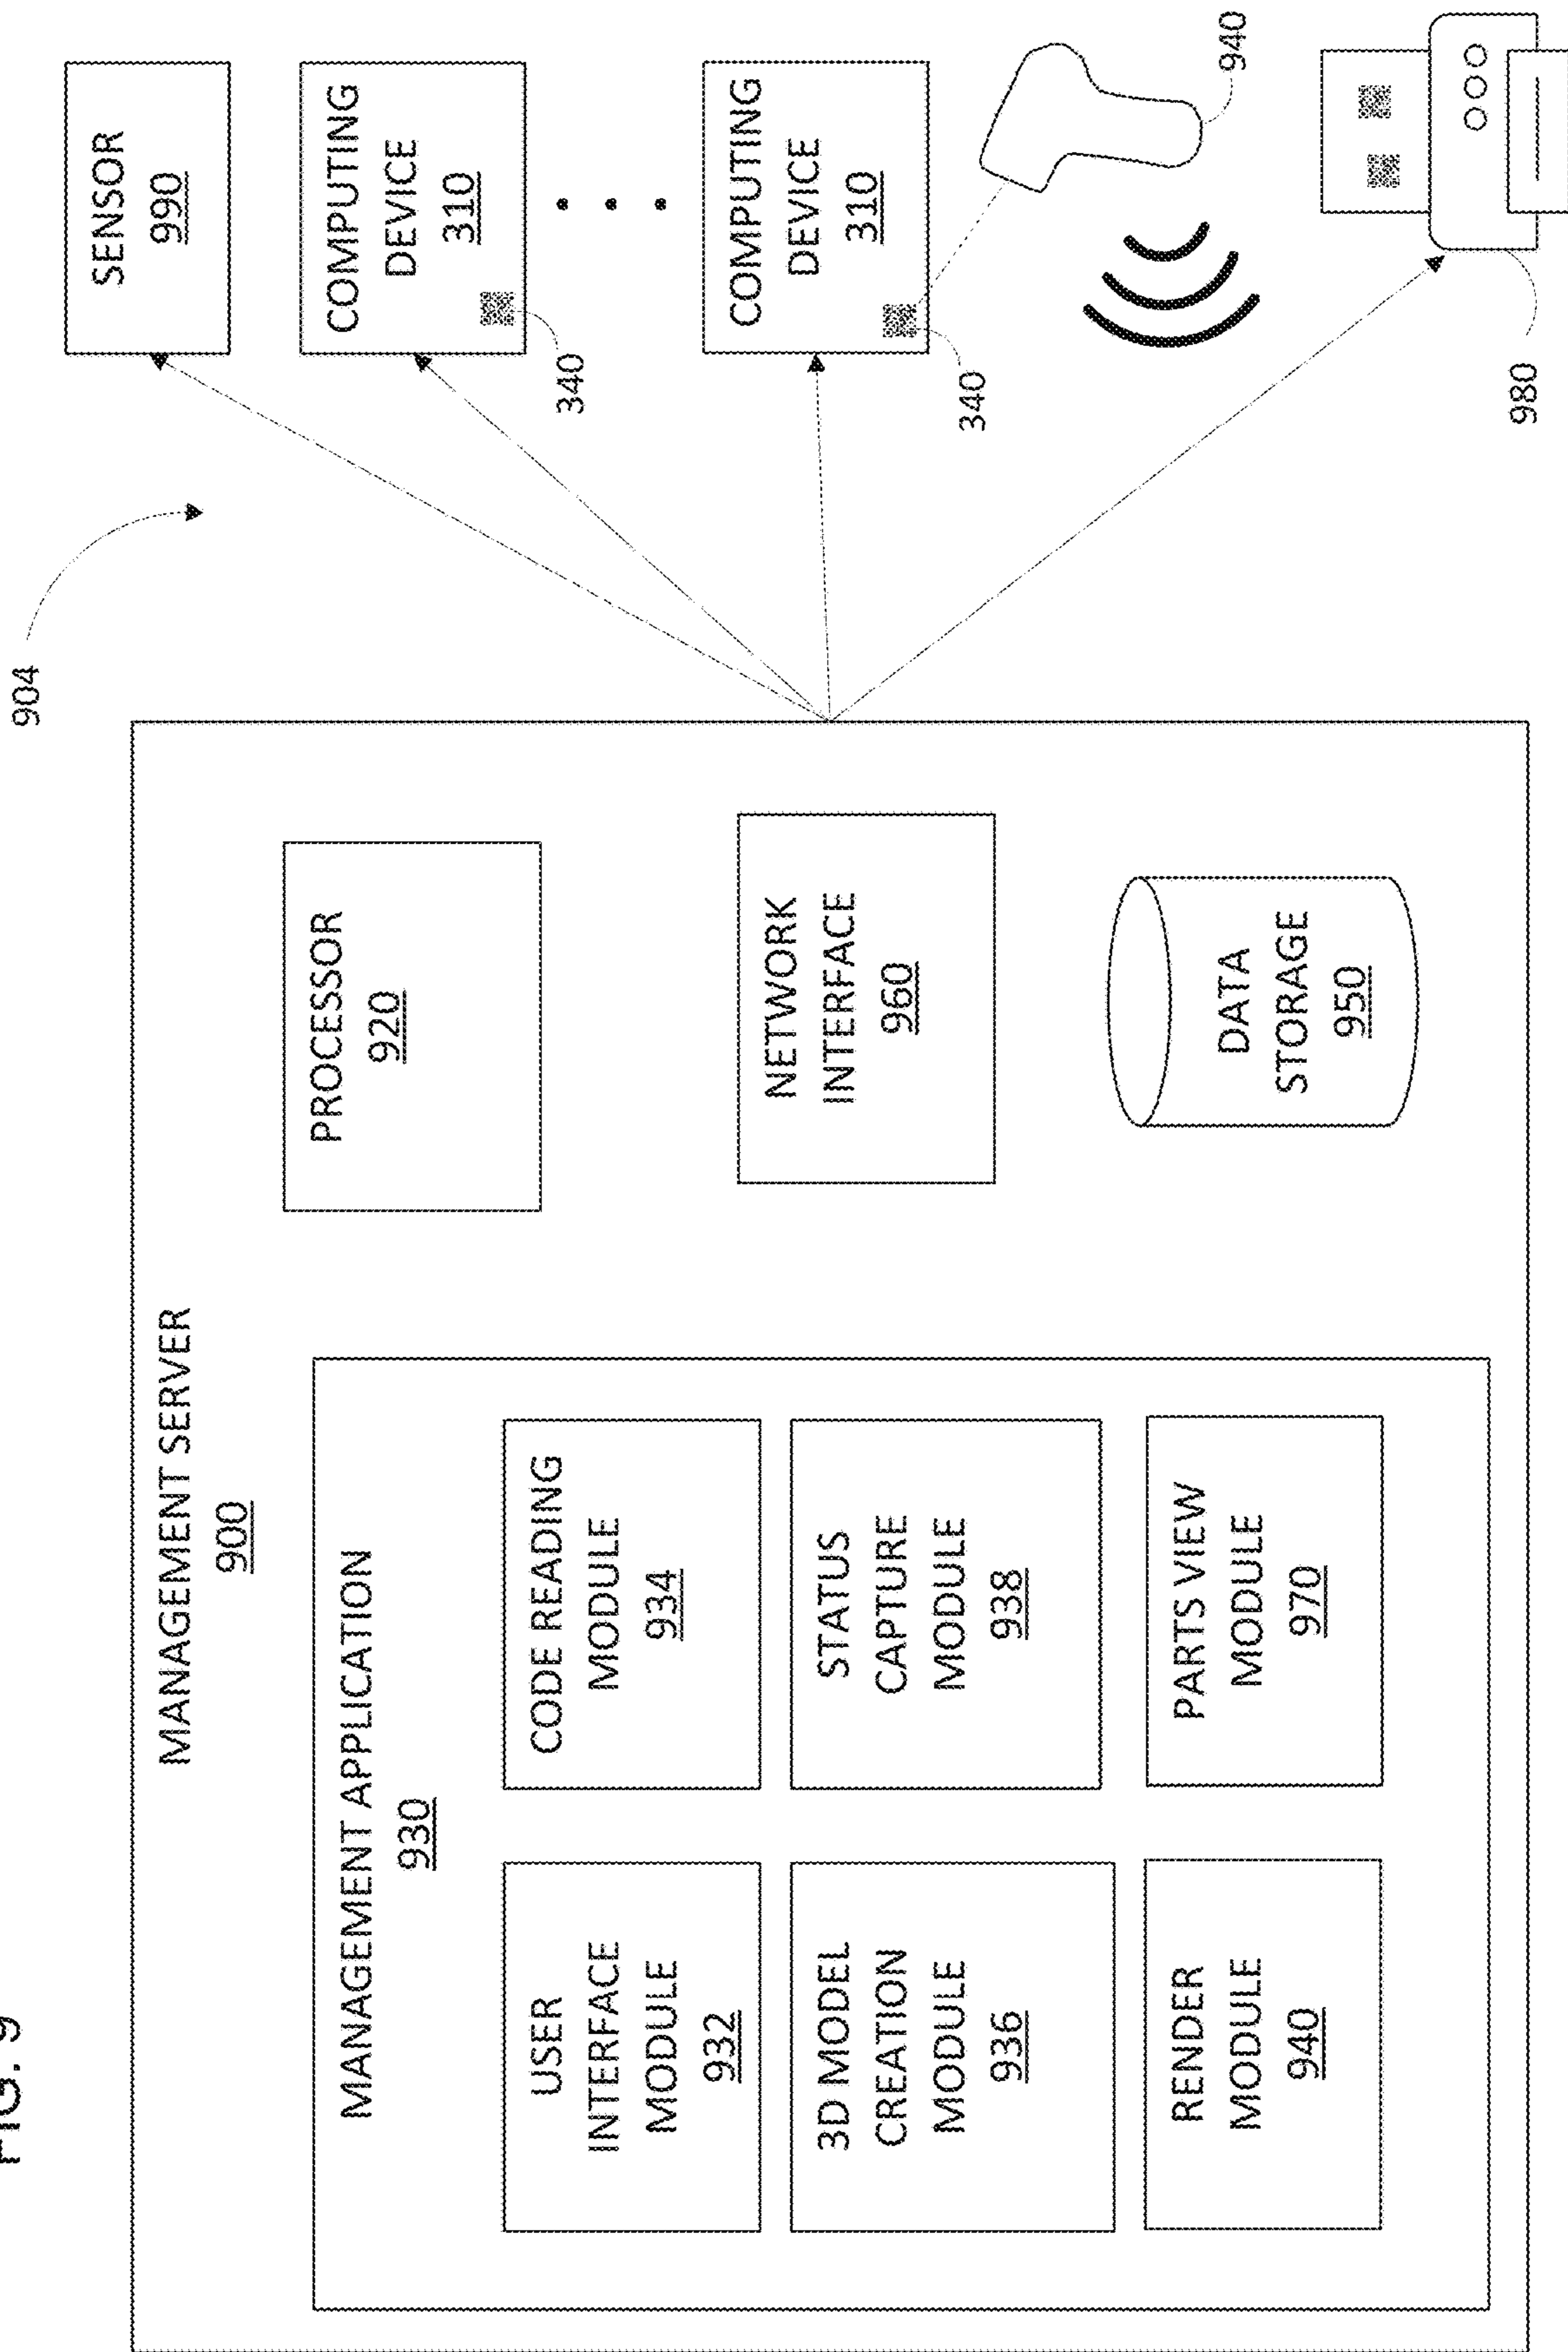 FIG. 9
904
MANAGEMENT SERVER
900
MANAGEMENT APPLICATION
930
USER
INTERFACE
MODULE
932
CODE READING
MODULE
934
3D MODEL
CREATION
MODULE
936
STATUS
CAPTURE
MODULE
938
RENDER
MODULE
940
PARTS VIEW
MODULE
970
PROCESSOR
920
NETWORK
INTERFACE
960
DATA
STORAGE
950
SENSOR
990
COMPUTING
DEVICE
310
340
COMPUTING
DEVICE
310
340
940
980